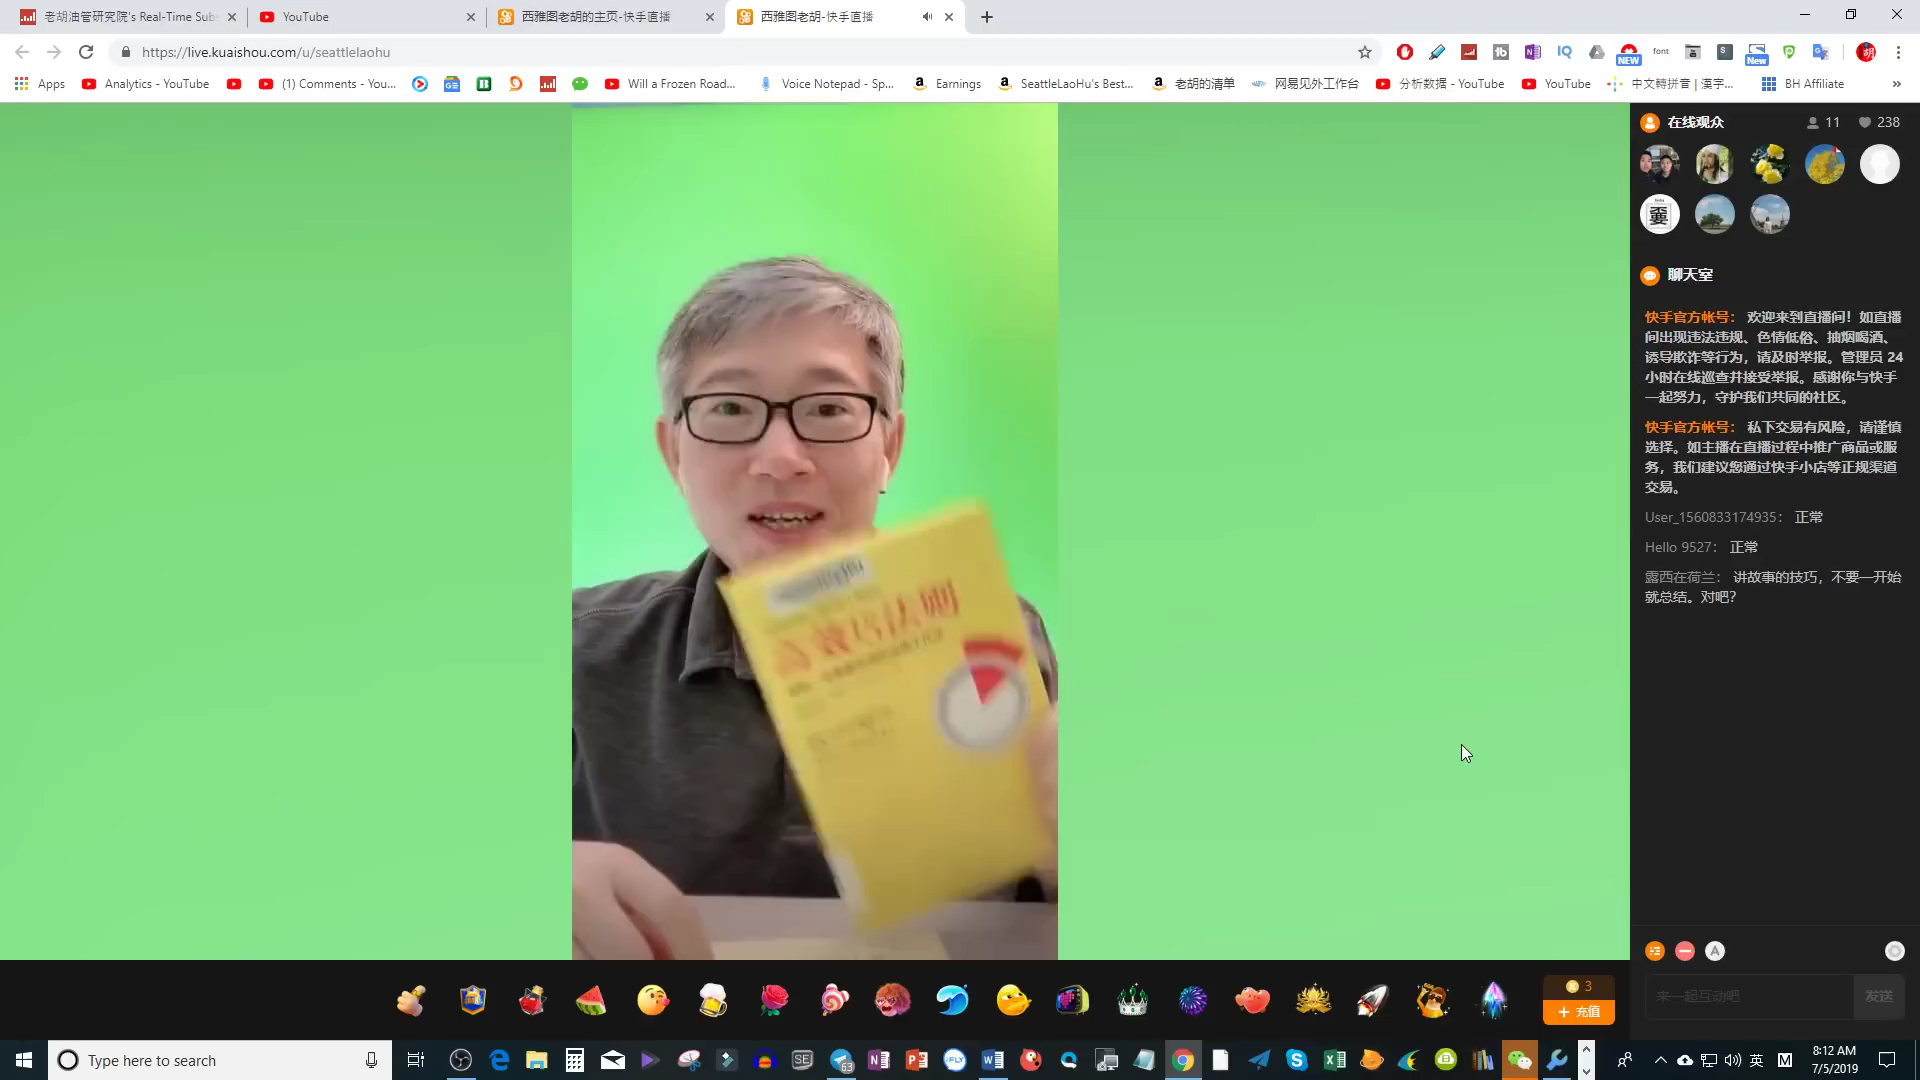 老胡油管研究院's Real-Time Subs
YouTube
西雅图老胡的主页-快手直播
西雅图老胡-快手直播
https://live.kuaishou.com/u/seattlelaohu
font
NEW
New
Apps
Analytics - YouTube
(1) Comments - You...
Will a Frozen Road...
Voice Notepad - Sp...
Earnings
SeattleLaoHu's Best...
老胡的清单
网易见外工作台
分析数据 - YouTube
YouTube
中文轉拼音 | 漢字...
BH Affiliate
在线观众
11
238
聊天室
快手官方帐号： 欢迎来到直播间！如直播
间出现违法违规、色情低俗、抽烟喝酒、
诱导欺诈等行为，请及时举报。管理员 24
小时在线巡查并接受举报。感谢你与快手
一起努力，守护我们共同的社区。
快手官方帐号： 私下交易有风险，请谨慎
选择。如主播在直播过程中推广商品或服
务，我们建议您通过快手小店等正规渠道
交易。
User_1560833174935： 正常
Hello 9527： 正常
露西在荷兰： 讲故事的技巧，不要一开始
就总结。对吧？
3
充值
来一起互动吧
发送
Type here to search
63
英
M
8:12 AM
7/5/2019